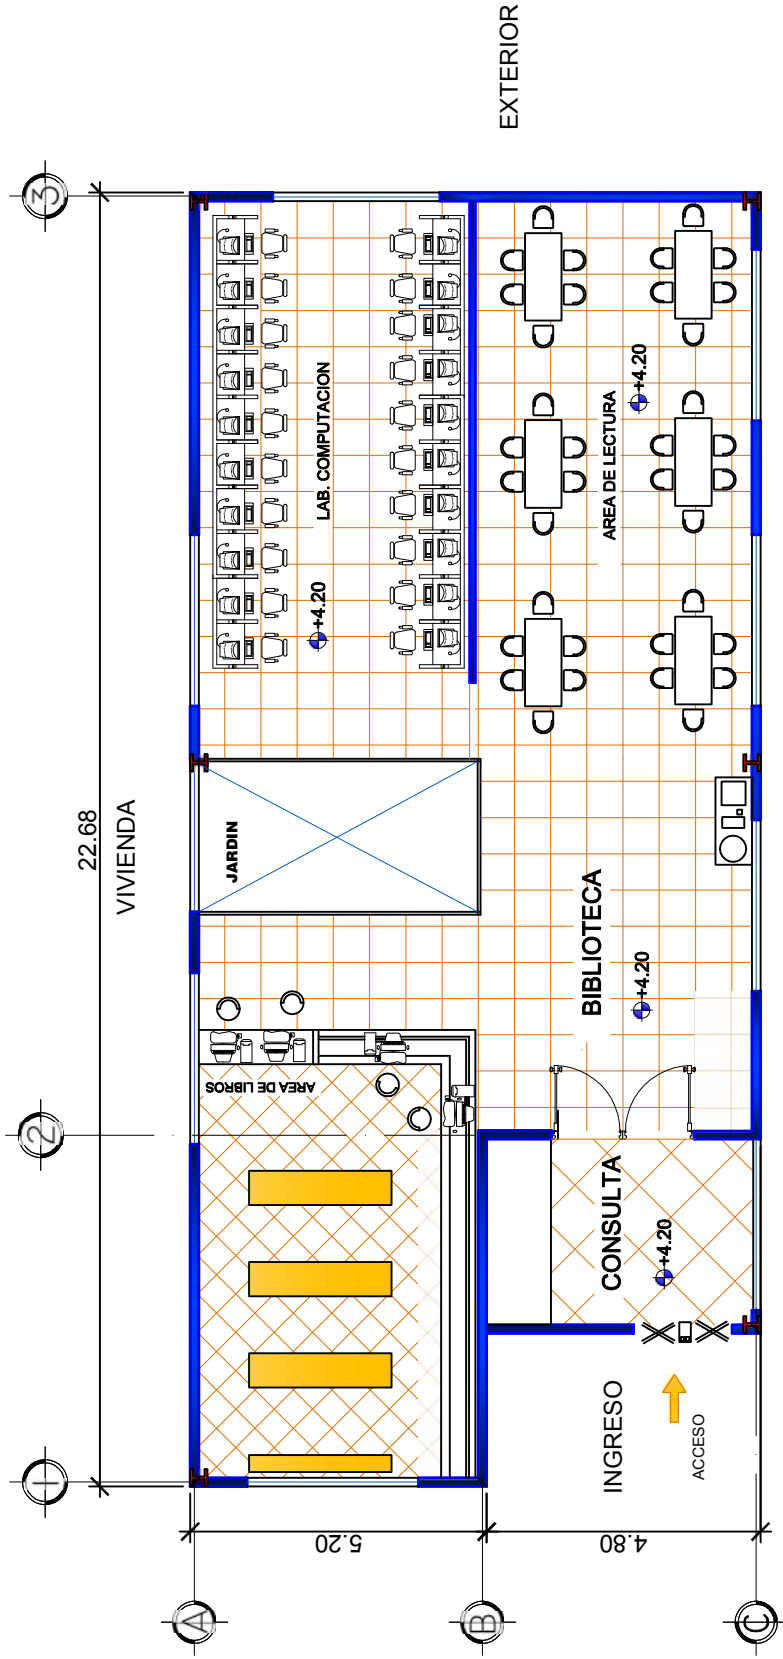 1
2
3
22.68
VIVIENDA
EXTERIOR
AREA DE LIBROS
JARDIN
LAB. COMPUTACION
+4.20
AREA DE LECTURA
+4.20
BIBLIOTECA
+4.20
CONSULTA
+4.20
INGRESO
ACCESO
5.20
4.80
A
B
C